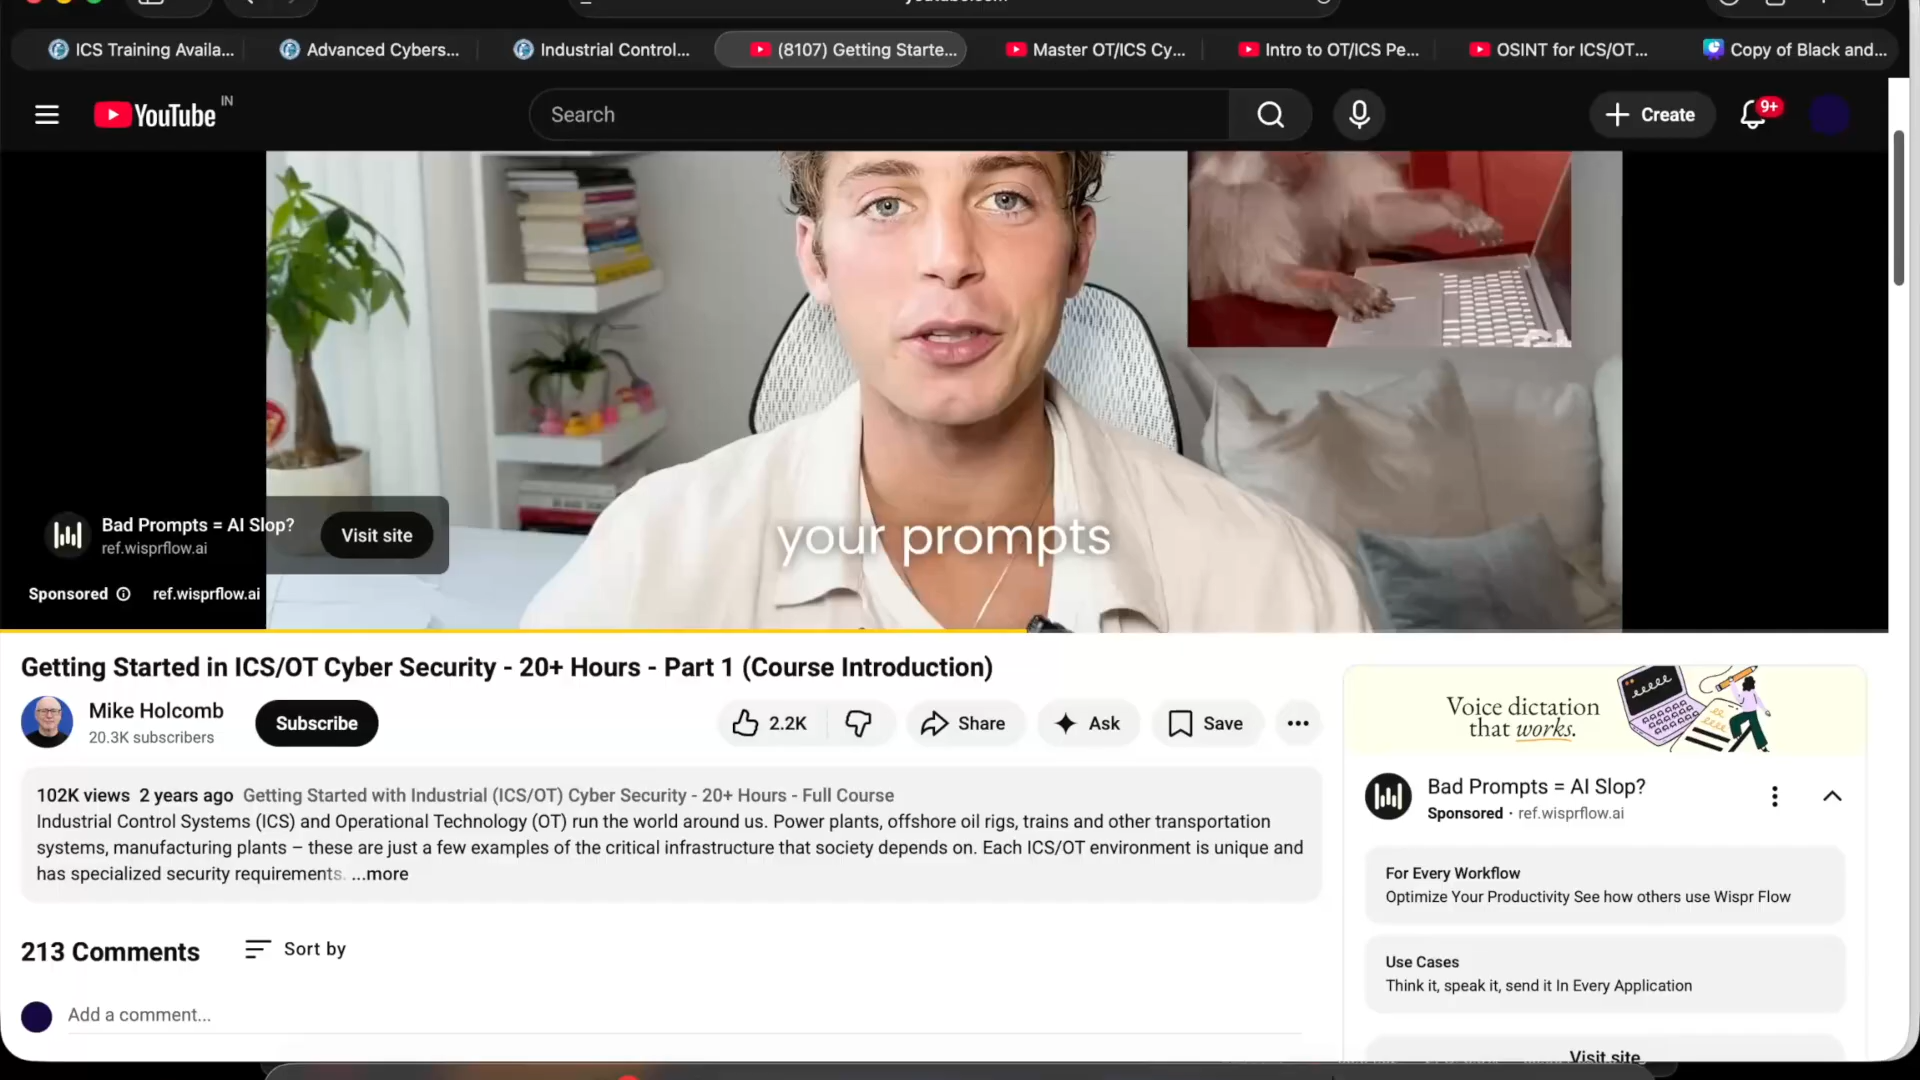 ICS Training Availa...
Advanced Cybers...
Industrial Control...
(8107) Getting Starte...
Master OT/ICS Cy...
Intro to OT/ICS Pe...
OSINT for ICS/OT...
Copy of Black and...
YouTube IN
Search
Create
9+
your prompts
Bad Prompts = AI Slop?
ref.wisprflow.ai
Visit site
Sponsored
ref.wisprflow.ai
Getting Started in ICS/OT Cyber Security - 20+ Hours - Part 1 (Course Introduction)
Mike Holcomb
20.3K subscribers
Subscribe
2.2K
Share
Ask
Save
102K views 2 years ago Getting Started with Industrial (ICS/OT) Cyber Security - 20+ Hours - Full Course
Industrial Control Systems (ICS) and Operational Technology (OT) run the world around us. Power plants, offshore oil rigs, trains and other transportation
systems, manufacturing plants – these are just a few examples of the critical infrastructure that society depends on. Each ICS/OT environment is unique and
has specialized security requirements. ...more
213 Comments
Sort by
Add a comment...
Voice dictation
that works.
Bad Prompts = AI Slop?
Sponsored · ref.wisprflow.ai
For Every Workflow
Optimize Your Productivity See how others use Wispr Flow
Use Cases
Think it, speak it, send it In Every Application
Visit site